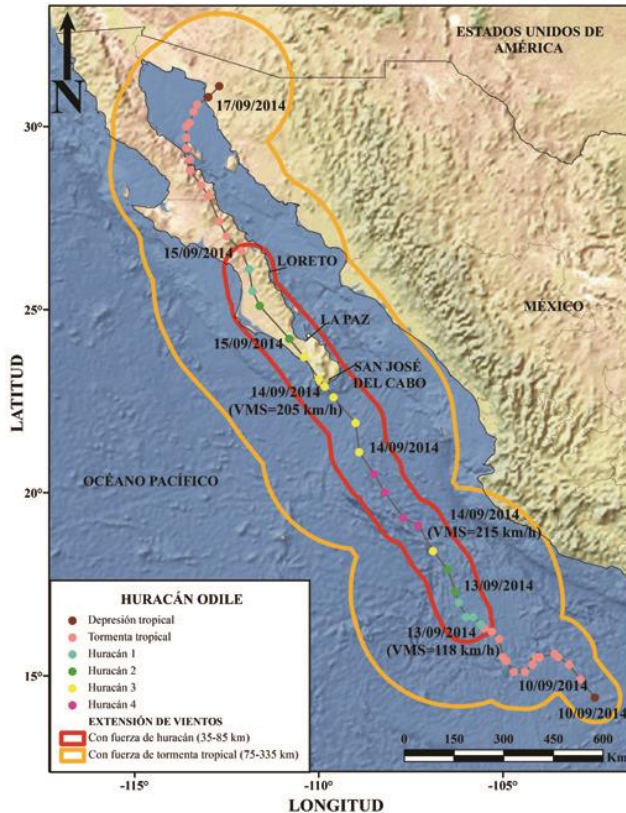 ESTADOS UNIDOS DE
AMÉRICA
N
17/09/2014
30°
15/09/2014
LORETO
MÉXICO
25°
LA PAZ
15/09/2014
SAN JOSÉ
DEL CABO
14/09/2014
(VMS=205 km/h)
14/09/2014
LATITUD
OCÉANO PACÍFICO
20°
14/09/2014
(VMS=215 km/h)
13/09/2014
13/09/2014
(VMS=118 km/h)
15°
10/09/2014
10/09/2014
HURACÁN ODILE
Depresión tropical
Tormenta tropical
Huracán 1
Huracán 2
Huracán 3
Huracán 4
EXTENSIÓN DE VIENTOS
Con fuerza de huracán (35-85 km)
Con fuerza de tormenta tropical (75-335 km)
0 150 300 450 600
Km
-115° -110° -105°
LONGITUD